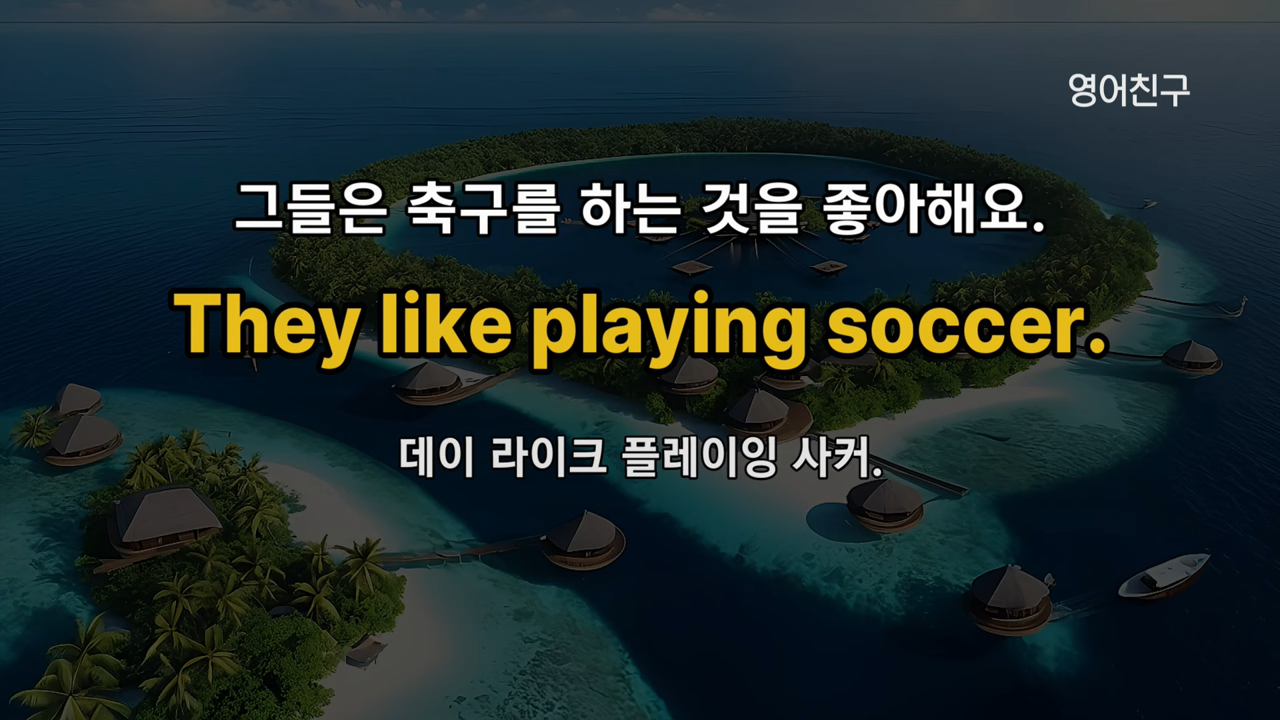 영어친구
그들은 축구를 하는 것을 좋아해요.
They like playing soccer.
데이 라이크 플레이잉 사커.